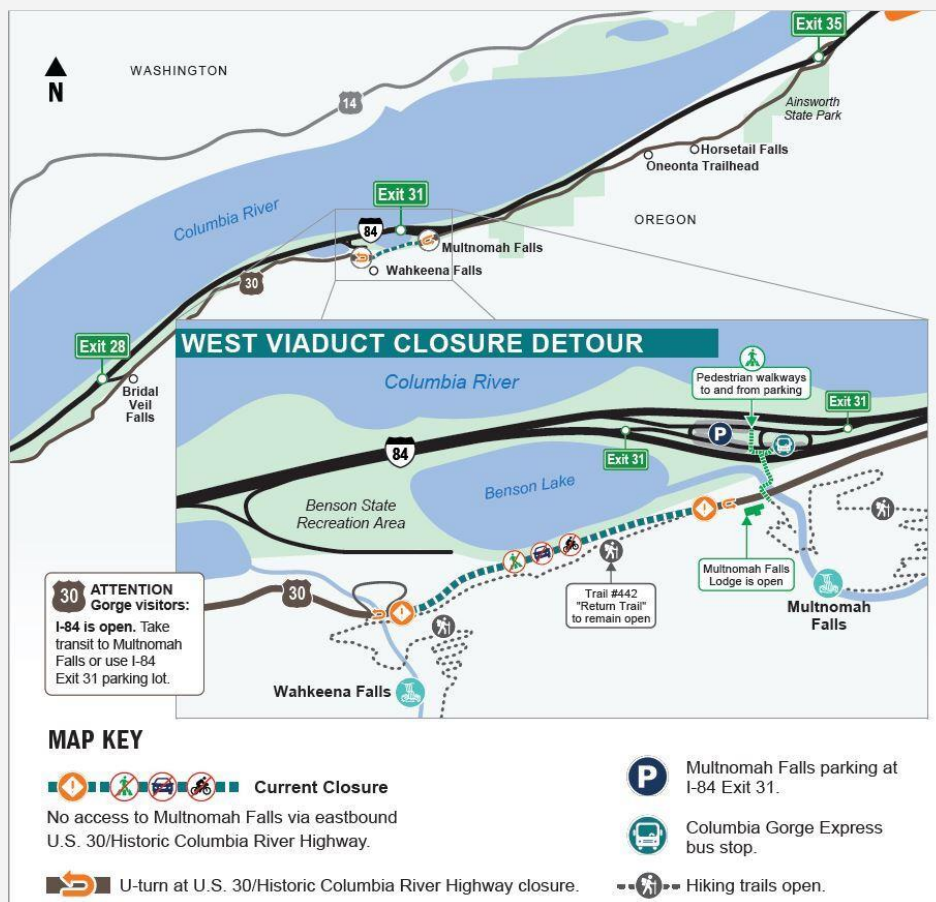 Exit 35
WASHINGTON
N
14
Ainsworth
State Park
Horsetail Falls
Oneonta Trailhead
Exit 31
OREGON
Columbia River
84
Multnomah Falls
Wahkeena Falls
30
Exit 28
Bridal
Veil
Falls
WEST VIADUCT CLOSURE DETOUR
Columbia River
Pedestrian walkways
to and from parking
Exit 31
P
84
Exit 31
Benson Lake
Benson State
Recreation Area
Multnomah Falls
Lodge is open
Trail #442
"Return Trail"
to remain open
Multnomah
Falls
30
Wahkeena Falls
30 ATTENTION
Gorge visitors:
I-84 is open. Take
transit to Multnomah
Falls or use I-84
Exit 31 parking lot.
MAP KEY
Current Closure
No access to Multnomah Falls via eastbound
U.S. 30/Historic Columbia River Highway.
U-turn at U.S. 30/Historic Columbia River Highway closure.
P
Multnomah Falls parking at
I-84 Exit 31.
Columbia Gorge Express
bus stop.
Hiking trails open.